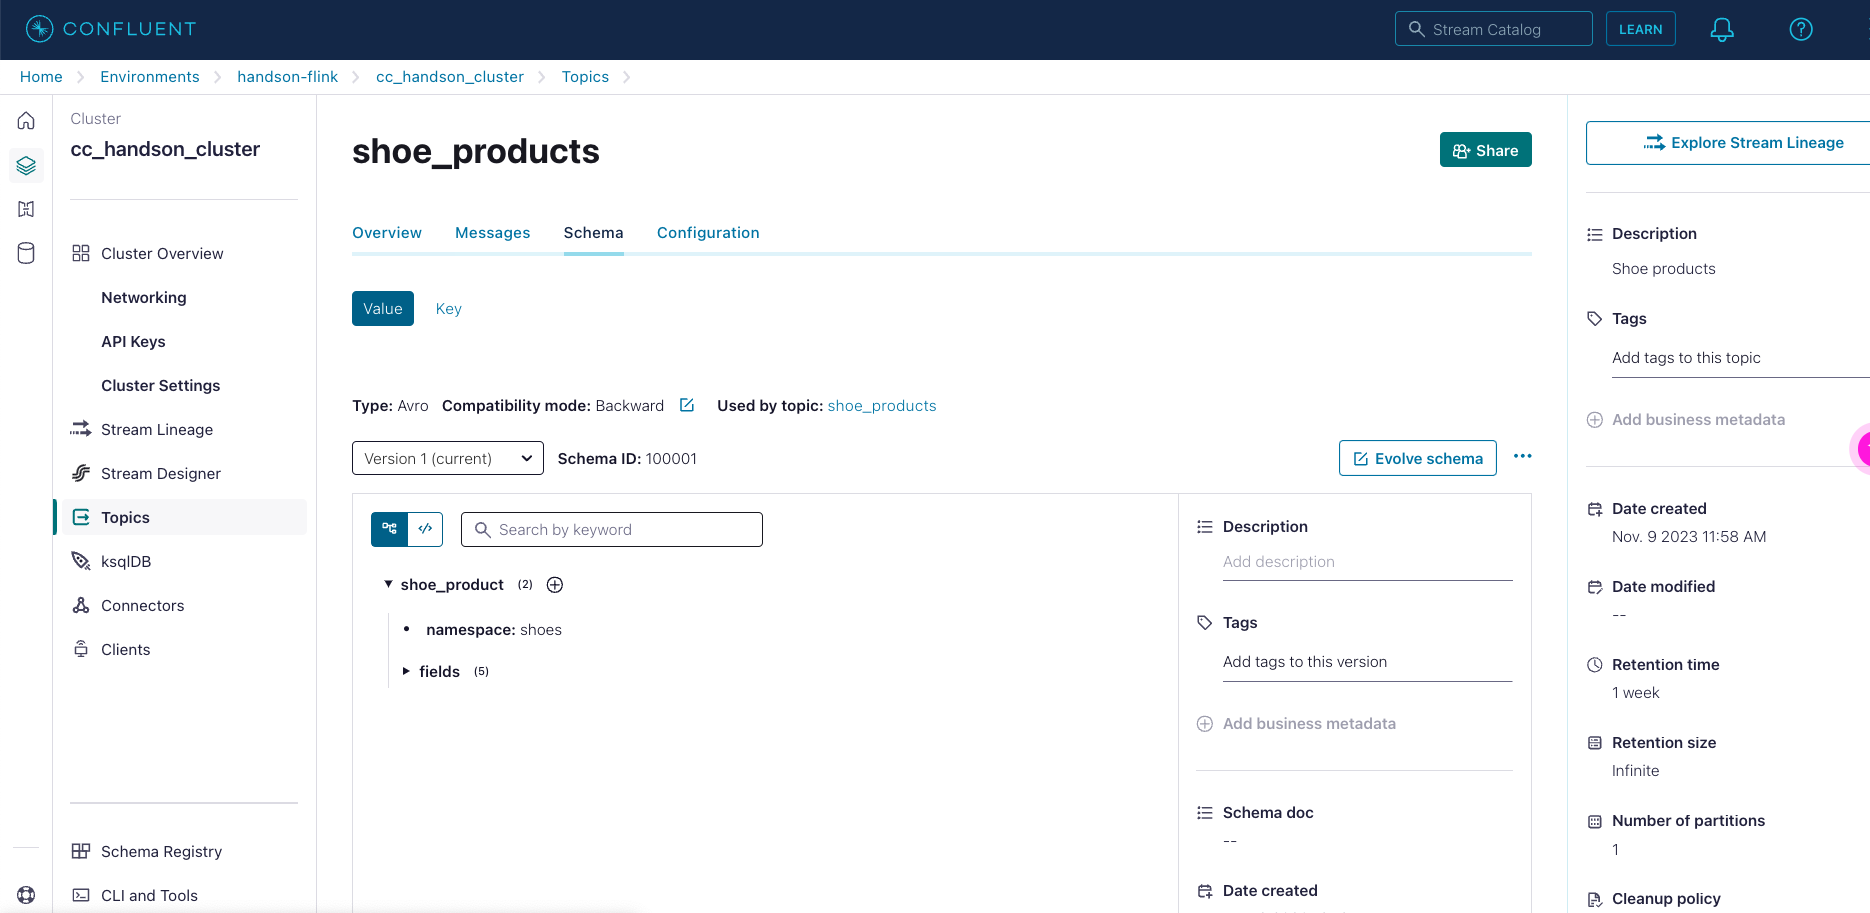 CONFLUENT
Stream Catalog
LEARN
Home
Environments
handson-flink
cc_handson_cluster
Topics
Cluster
cc_handson_cluster
Cluster Overview
Networking
API Keys
Cluster Settings
Stream Lineage
Stream Designer
Topics
ksqlDB
Connectors
Clients
Schema Registry
CLI and Tools
shoe_products
Share
Overview
Messages
Schema
Configuration
Value
Key
Type: Avro Compatibility mode: Backward Used by topic: shoe_products
Version 1 (current)
Schema ID: 100001
Evolve schema
Search by keyword
shoe_product (2)
namespace: shoes
fields (5)
Description
Add description
Tags
Add tags to this version
Add business metadata
Schema doc
--
Date created
Explore Stream Lineage
Description
Shoe products
Tags
Add tags to this topic
Add business metadata
Date created
Nov. 9 2023 11:58 AM
Date modified
--
Retention time
1 week
Retention size
Infinite
Number of partitions
1
Cleanup policy